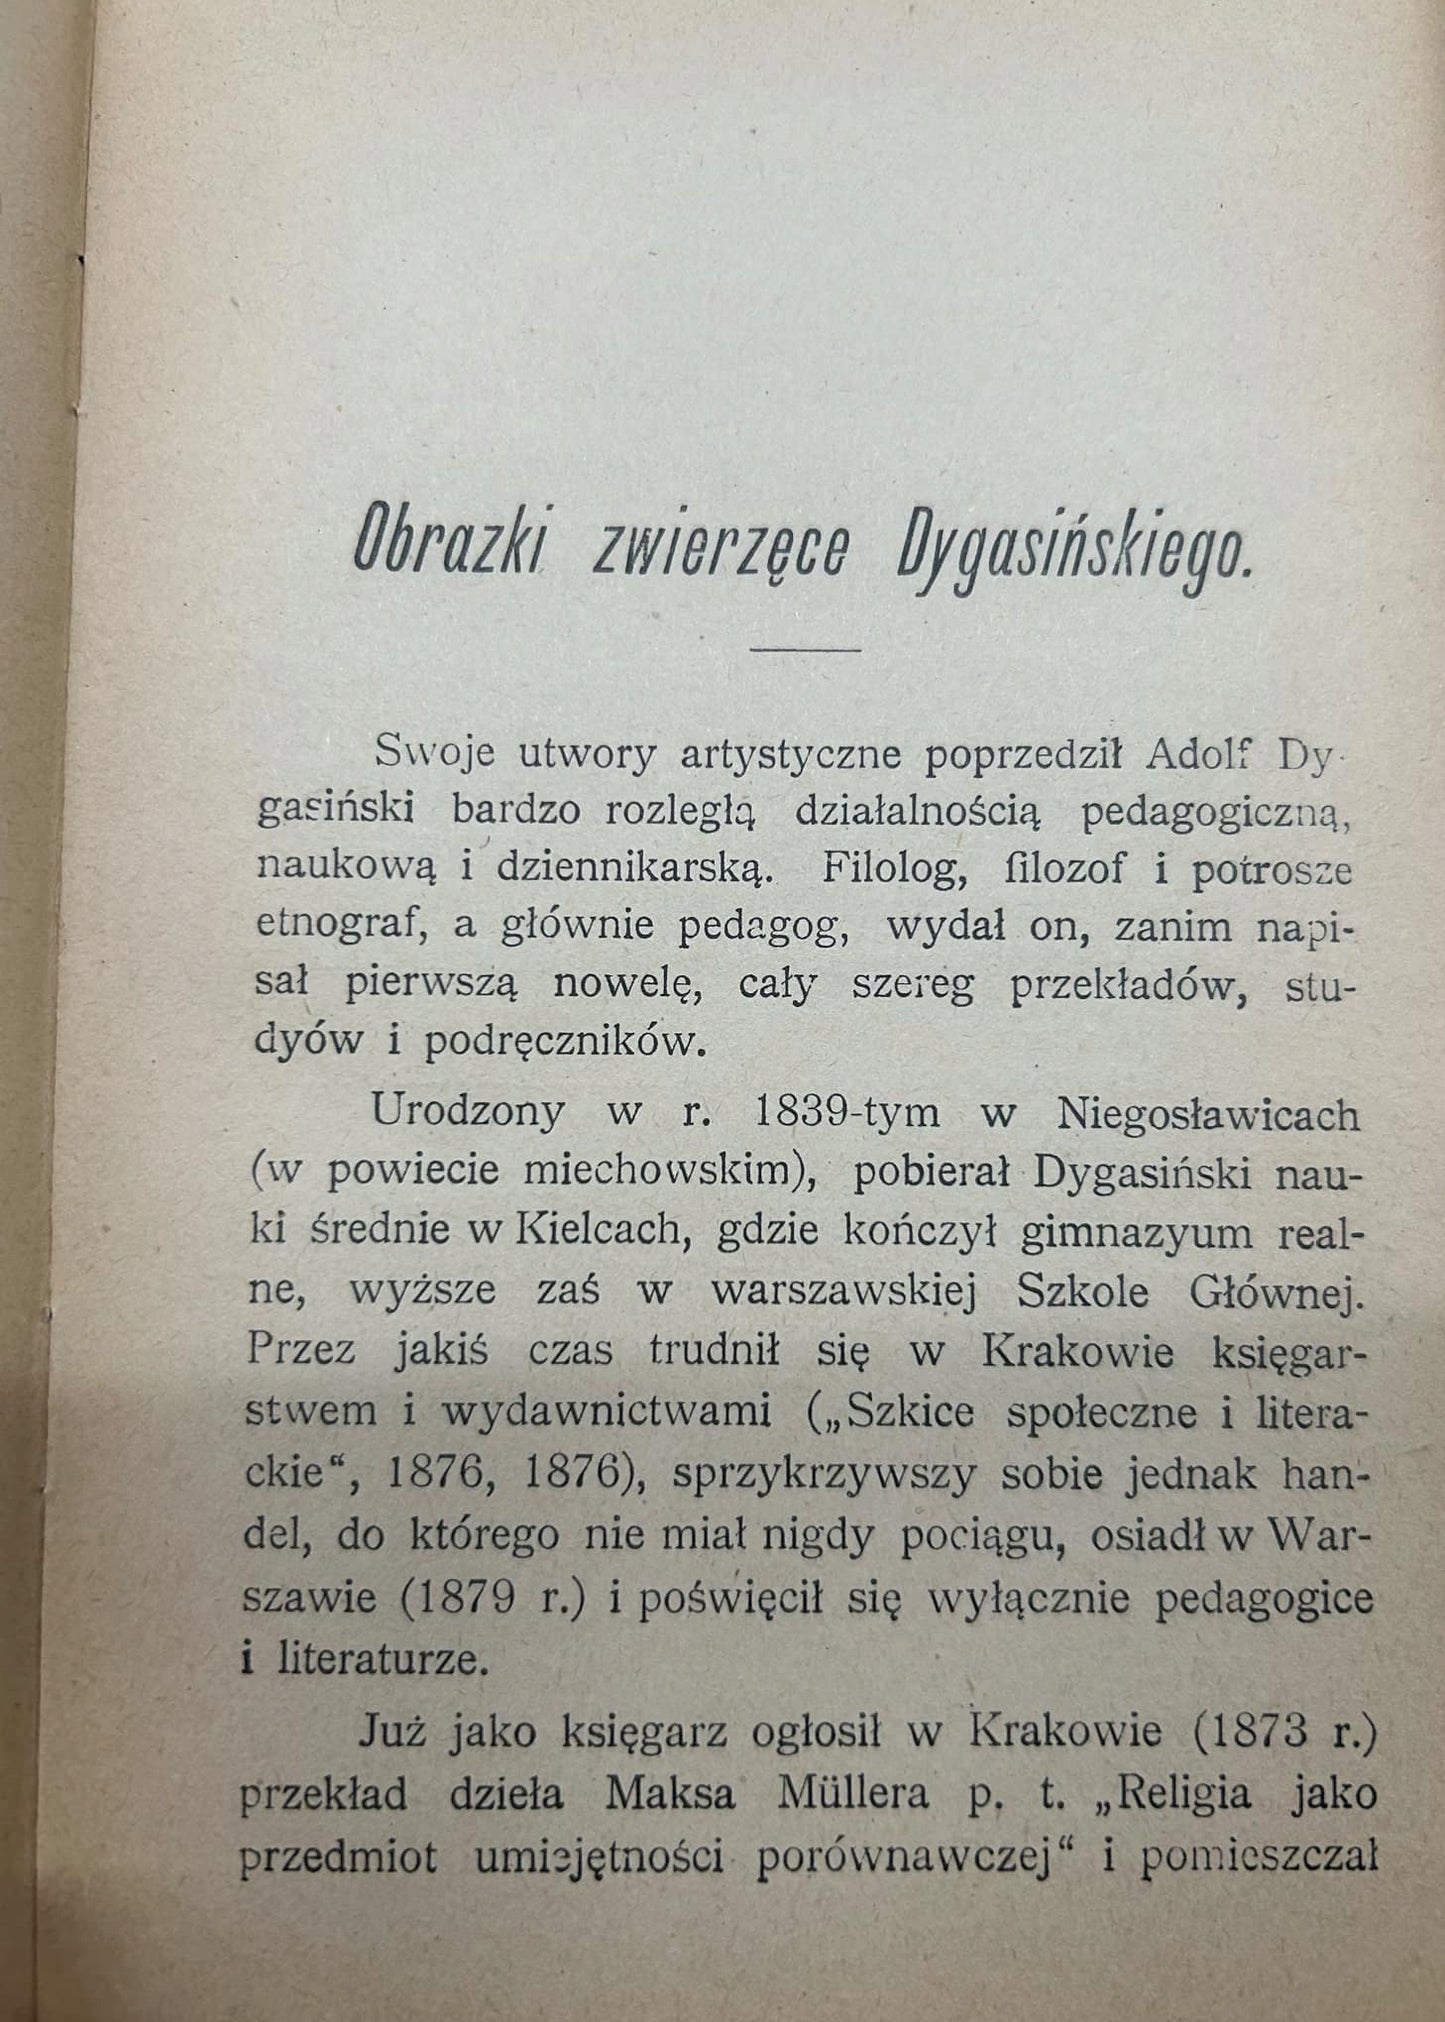 Obrazki zwierzęce Dygasińskiego.
Swoje utwory artystyczne poprzedził Adolf Dy-
gasiński bardzo rozległą działalnością pedagogiczną,
naukową i dziennikarską. Filolog, filozof i potrosze
etnograf, a głównie pedagog, wydał on, zanim napi-
sał pierwszą nowelę, cały szereg przekładów, stu-
dyów i podręczników.
Urodzony w r. 1839-tym w Niegosławicach
(w powiecie miechowskim), pobierał Dygasiński nau-
ki średnie w Kielcach, gdzie kończył gimnazyum real-
ne, wyższe zaś w warszawskiej Szkole Głównej.
Przez jakiś czas trudnił się w Krakowie księgar-
stwem i wydawnictwami („Szkice społeczne i litera-
ckie“, 1876, 1876), sprzykrzywszy sobie jednak han-
del, do którego nie miał nigdy pociągu, osiadł w War-
szawie (1879 r.) i poświęcił się wyłącznie pedagogice
i literaturze.
Już jako księgarz ogłosił w Krakowie (1873 r.)
przekład dzieła Maksa Müllera p. t. „Religia jako
przedmiot umiejętności porównawczej“ i pomieszczał